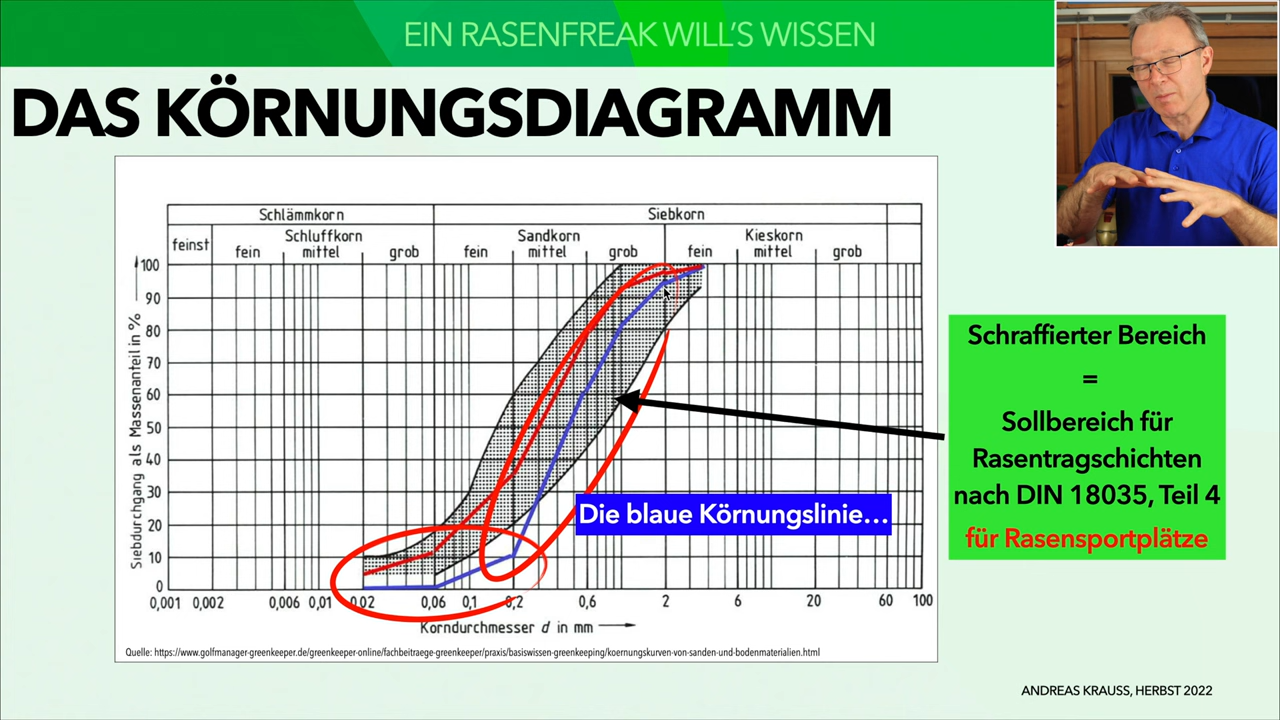 EIN RASENFREAK WILL'S WISSEN
DAS KÖRNUNGSDIAGRAMM
Schlämmkorn
Siebkorn
feinst
Schluffkorn
Sandkorn
Kieskorn
fein
mittel
grob
fein
mittel
grob
fein
mittel
grob
Siebdurchgang als Massenanteil in %
100
90
80
70
60
50
40
30
20
10
0
0,001
0,002
0,006
0,01
0,02
0,06
0,1
0,2
0,6
2
6
20
60
100
Korndurchmesser d in mm
Die blaue Körnungslinie...
Schraffierter Bereich
=
Sollbereich für
Rasentragschichten
nach DIN 18035, Teil 4
für Rasensportplätze
Quelle: https://www.golfmanager-greenkeeper.de/greenkeeper-online/fachbeitraege-greenkeeper/praxis/basiswissen-greenkeeping/koernungskurven-von-sanden-und-bodenmaterialien.html
ANDREAS KRAUSS, HERBST 2022